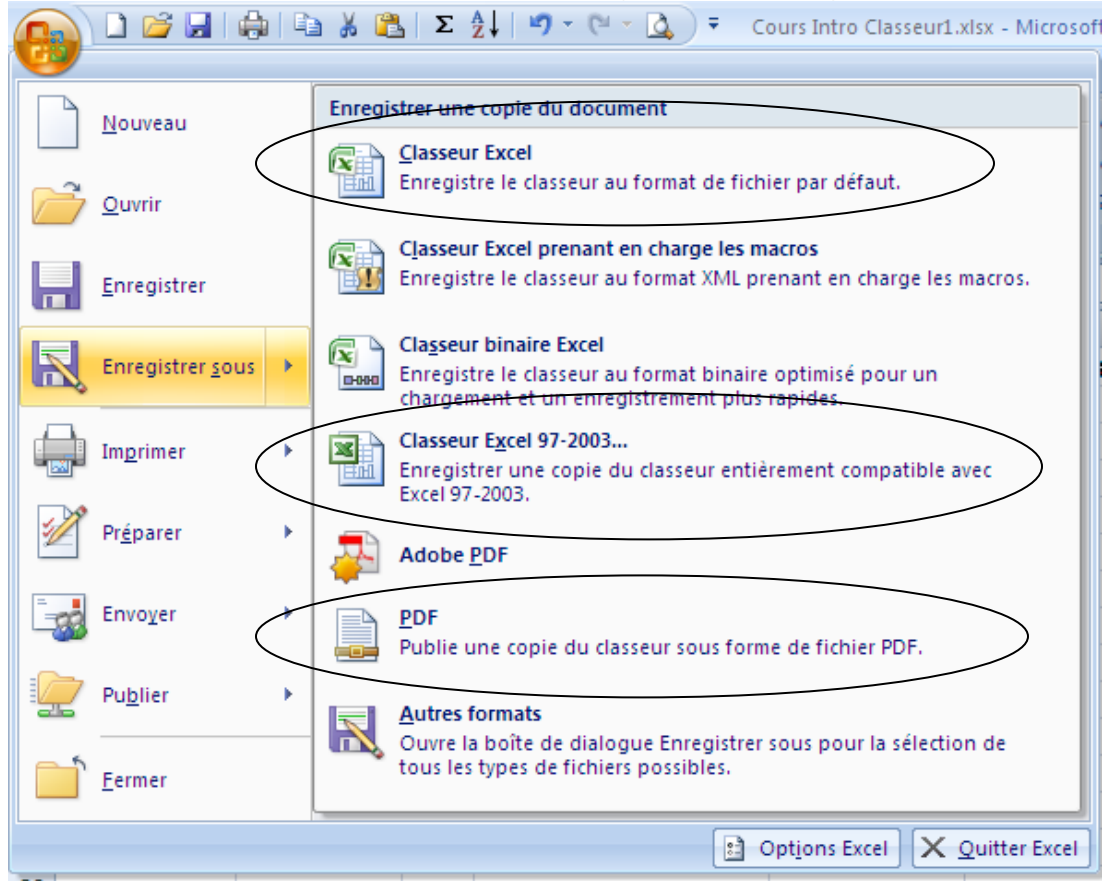 Cours Intro Classeur1.xlsx - Microsoft
Nouveau
Ouvrir
Enregistrer
Enregistrer sous
Imprimer
Préparer
Envoyer
Publier
Fermer
Enregistrer une copie du document
Classeur Excel
Enregistre le classeur au format de fichier par défaut.
Classeur Excel prenant en charge les macros
Enregistre le classeur au format XML prenant en charge les macros.
Classeur binaire Excel
Enregistre le classeur au format binaire optimisé pour un
chargement et un enregistrement plus rapides.
Classeur Excel 97-2003...
Enregistrer une copie du classeur entièrement compatible avec
Excel 97-2003.
Adobe PDF
PDF
Publie une copie du classeur sous forme de fichier PDF.
Autres formats
Ouvre la boîte de dialogue Enregistrer sous pour la sélection de
tous les types de fichiers possibles.
Options Excel
Quitter Excel